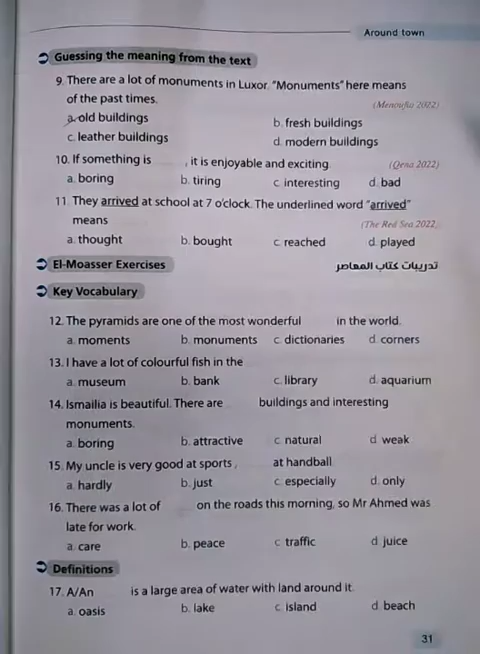 Around town
Guessing the meaning from the text
9. There are a lot of monuments in Luxor. "Monuments" here means
of the past times. (Menoufia 2022)
a. old buildings b. fresh buildings
c. leather buildings d. modern buildings
10. If something is , it is enjoyable and exciting. (Qena 2022)
a. boring b. tiring c. interesting d. bad
11. They arrived at school at 7 o'clock. The underlined word "arrived"
means (The Red Sea 2022)
a. thought b. bought c. reached d. played
El-Moasser Exercises تدريبات كتاب المعاصر
Key Vocabulary
12. The pyramids are one of the most wonderful in the world.
a. moments b. monuments c. dictionaries d. corners
13. I have a lot of colourful fish in the
a. museum b. bank c. library d. aquarium
14. Ismailia is beautiful. There are buildings and interesting
monuments.
a. boring b. attractive c. natural d. weak
15. My uncle is very good at sports, at handball.
a. hardly b. just c. especially d. only
16. There was a lot of on the roads this morning, so Mr Ahmed was
late for work.
a. care b. peace c. traffic d. juice
Definitions
17. A/An is a large area of water with land around it.
a. oasis b. lake c. island d. beach
31